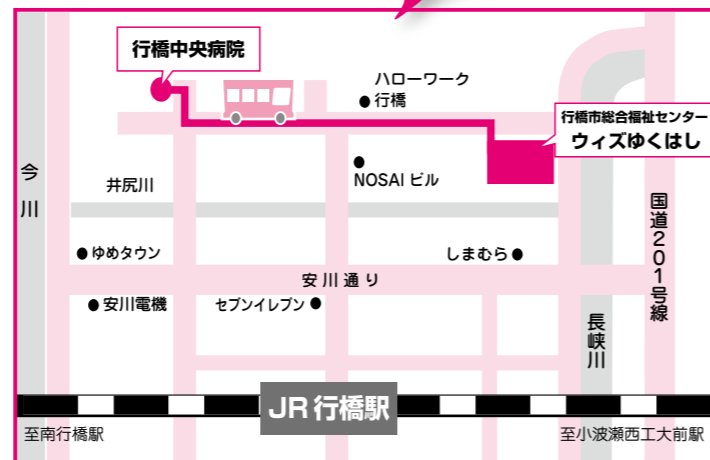 行橋中央病院
ハローワーク
行橋
行橋市総合福祉センター
ウィズゆくはし
今川
井尻川
NOSAI ビル
国道201号線
ゆめタウン
しまむら
安川通り
安川電機
セブンイレブン
長峡川
JR 行橋駅
至南行橋駅
至小波瀬西工大前駅